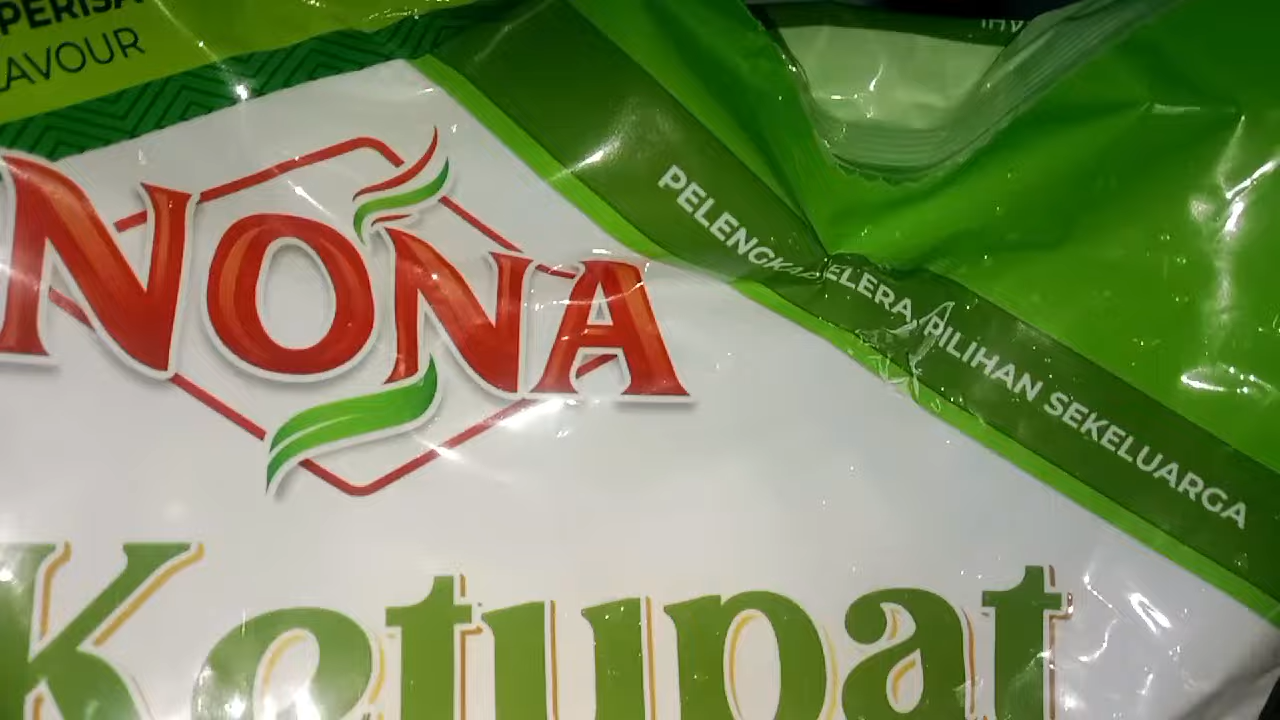 PERISA
AVOUR
NONA
PELENGKAP SELERA, PILIHAN SEKELUARGA
Ketupat